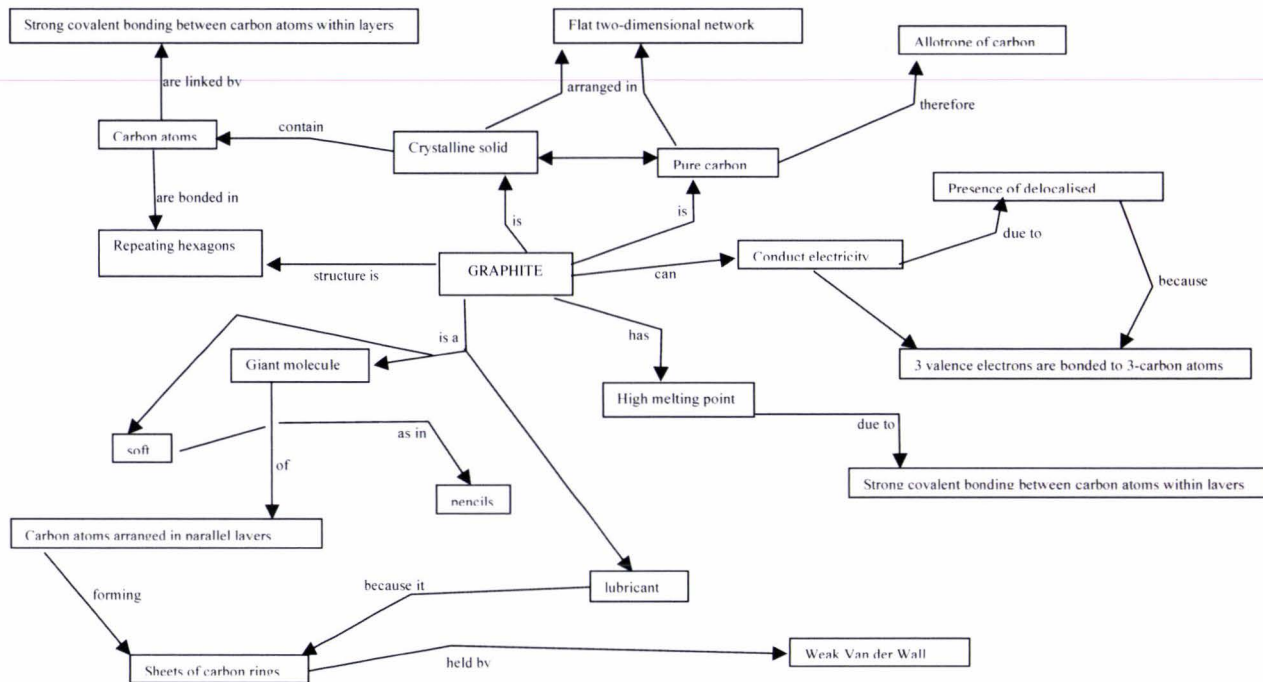 Strong covalent bonding between carbon atoms within layers
Flat two-dimensional network
Allotrope of carbon
are linked by
arranged in
therefore
Carbon atoms
contain
Crystalline solid
Pure carbon
are bonded in
Presence of delocalised
is
is
Repeating hexagons
due to
structure is
GRAPHITE
can
Conduct electricity
because
is a
has
Giant molecule
3 valence electrons are bonded to 3-carbon atoms
High melting point
soft
as in
due to
of
pencils
Strong covalent bonding between carbon atoms within layers
Carbon atoms arranged in parallel layers
forming
because it
lubricant
Sheets of carbon rings
held by
Weak Van der Wall